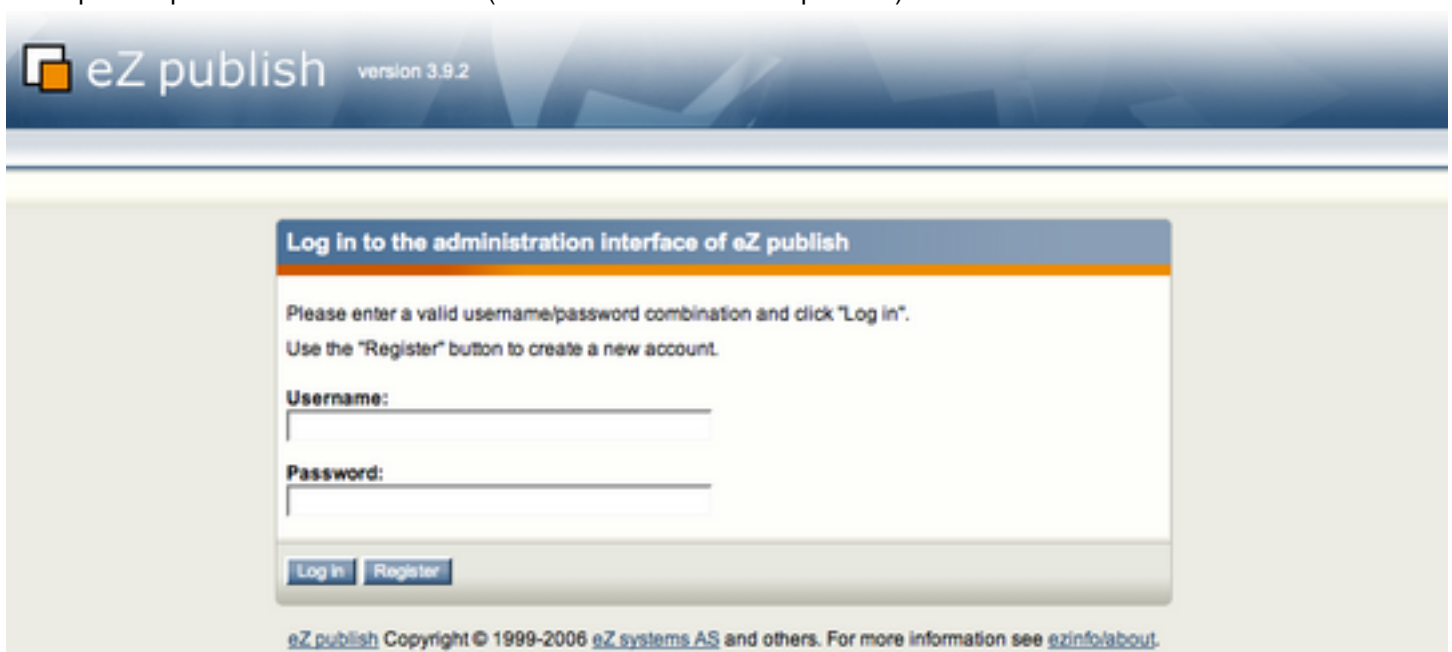 eZ publish version 3.9.2
Log in to the administration interface of eZ publish
Please enter a valid username/password combination and click "Log in".
Use the "Register" button to create a new account.
Username:
Password:
Log in Register
eZ publish Copyright © 1999-2006 eZ systems AS and others. For more information see ezinfo/about.